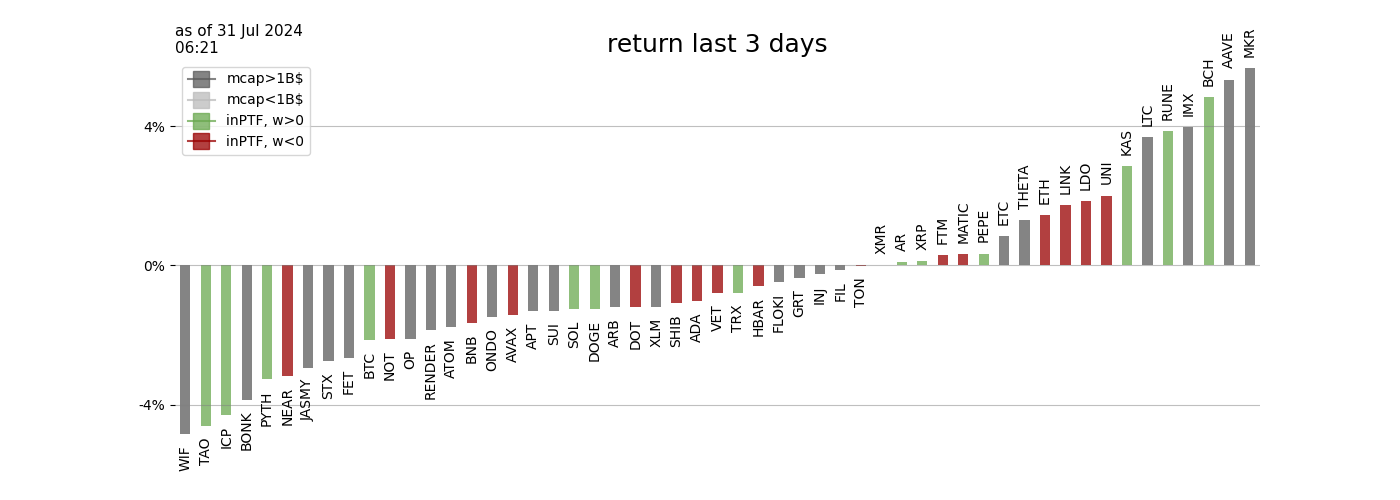 as of 31 Jul 2024
06:21
return last 3 days
mcap>1B$
mcap<1B$
inPTF, w>0
inPTF, w<0
4%
0%
-4%
WIF
TAO
ICP
BONK
PYTH
NEAR
JASMY
STX
FET
BTC
NOT
OP
RENDER
ATOM
BNB
ONDO
AVAX
APT
SUI
SOL
DOGE
ARB
DOT
XLM
SHIB
ADA
VET
TRX
HBAR
FLOKI
GRT
INJ
FIL
TON
XMR
AR
XRP
FTM
MATIC
PEPE
ETC
THETA
ETH
LINK
LDO
UNI
KAS
LTC
RUNE
IMX
BCH
AAVE
MKR